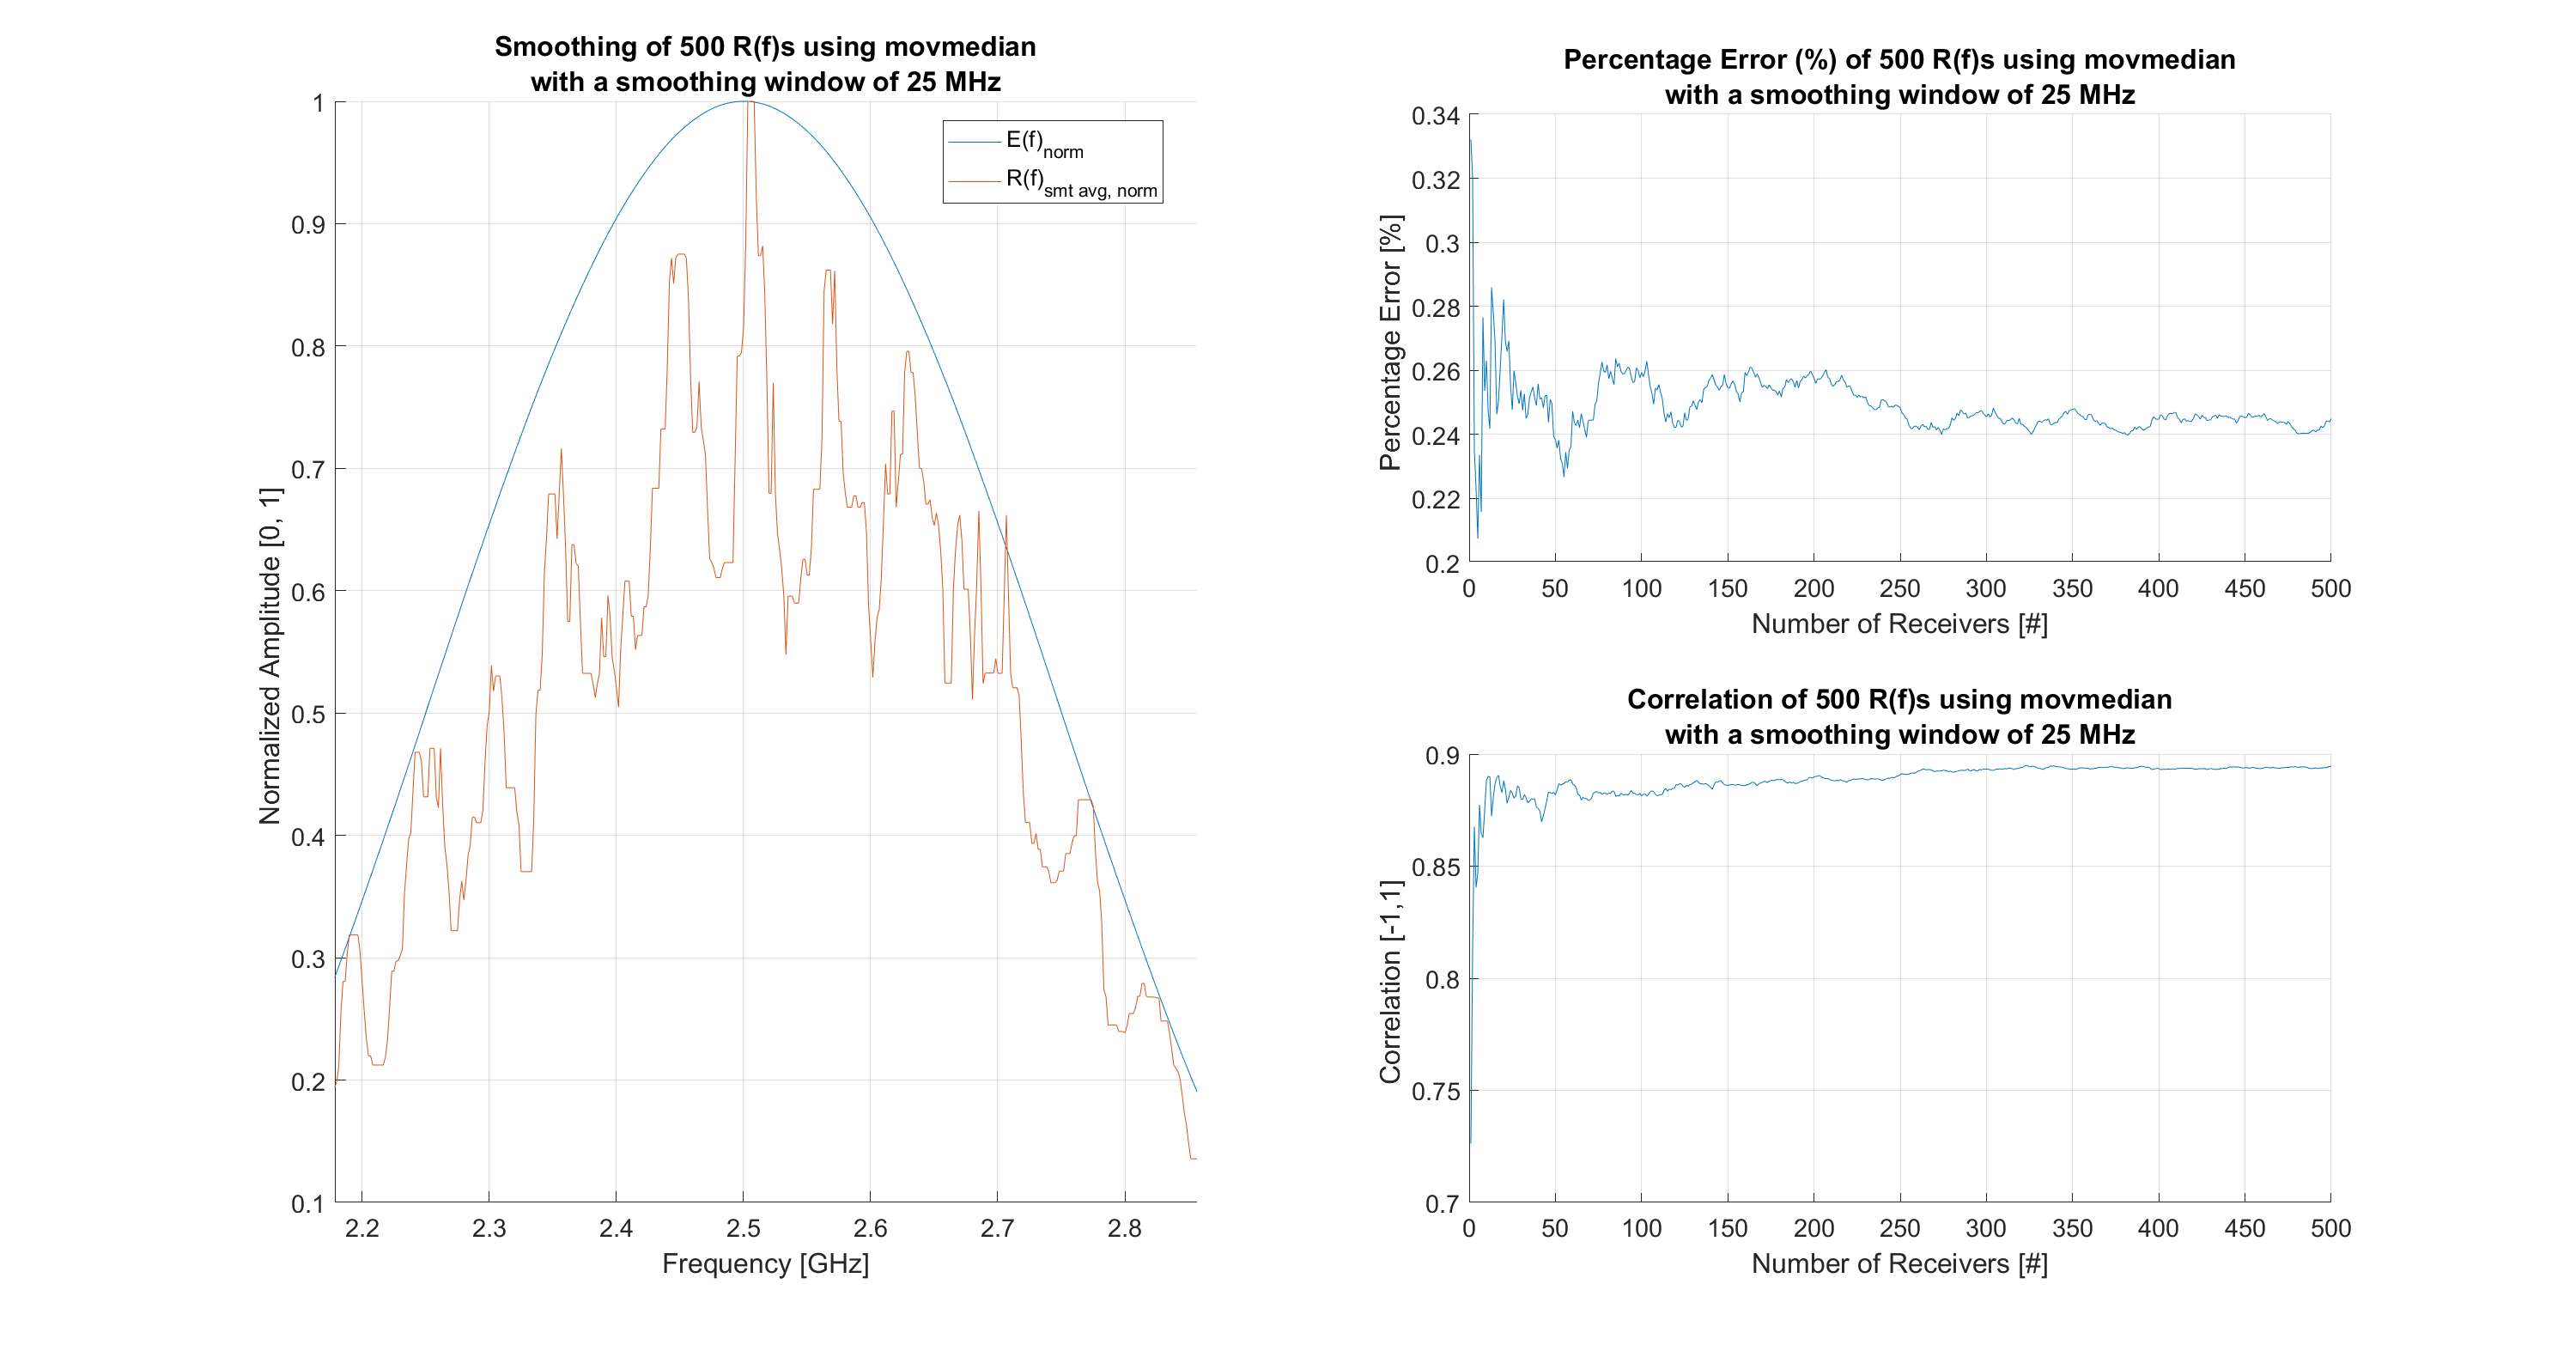 Smoothing of 500 R(f)s using movmedian
with a smoothing window of 25 MHz
1
0.9
0.8
0.7
0.6
0.5
0.4
0.3
0.2
0.1
Normalized Amplitude [0, 1]
E(f)norm
R(f)smt avg, norm
2.2 2.3 2.4 2.5 2.6 2.7 2.8
Frequency [GHz]
Percentage Error (%) of 500 R(f)s using movmedian
with a smoothing window of 25 MHz
0.34
0.32
0.3
0.28
0.26
0.24
0.22
0.2
Percentage Error [%]
0 50 100 150 200 250 300 350 400 450 500
Number of Receivers [#]
Correlation of 500 R(f)s using movmedian
with a smoothing window of 25 MHz
0.9
0.85
0.8
0.75
0.7
Correlation [-1,1]
0 50 100 150 200 250 300 350 400 450 500
Number of Receivers [#]